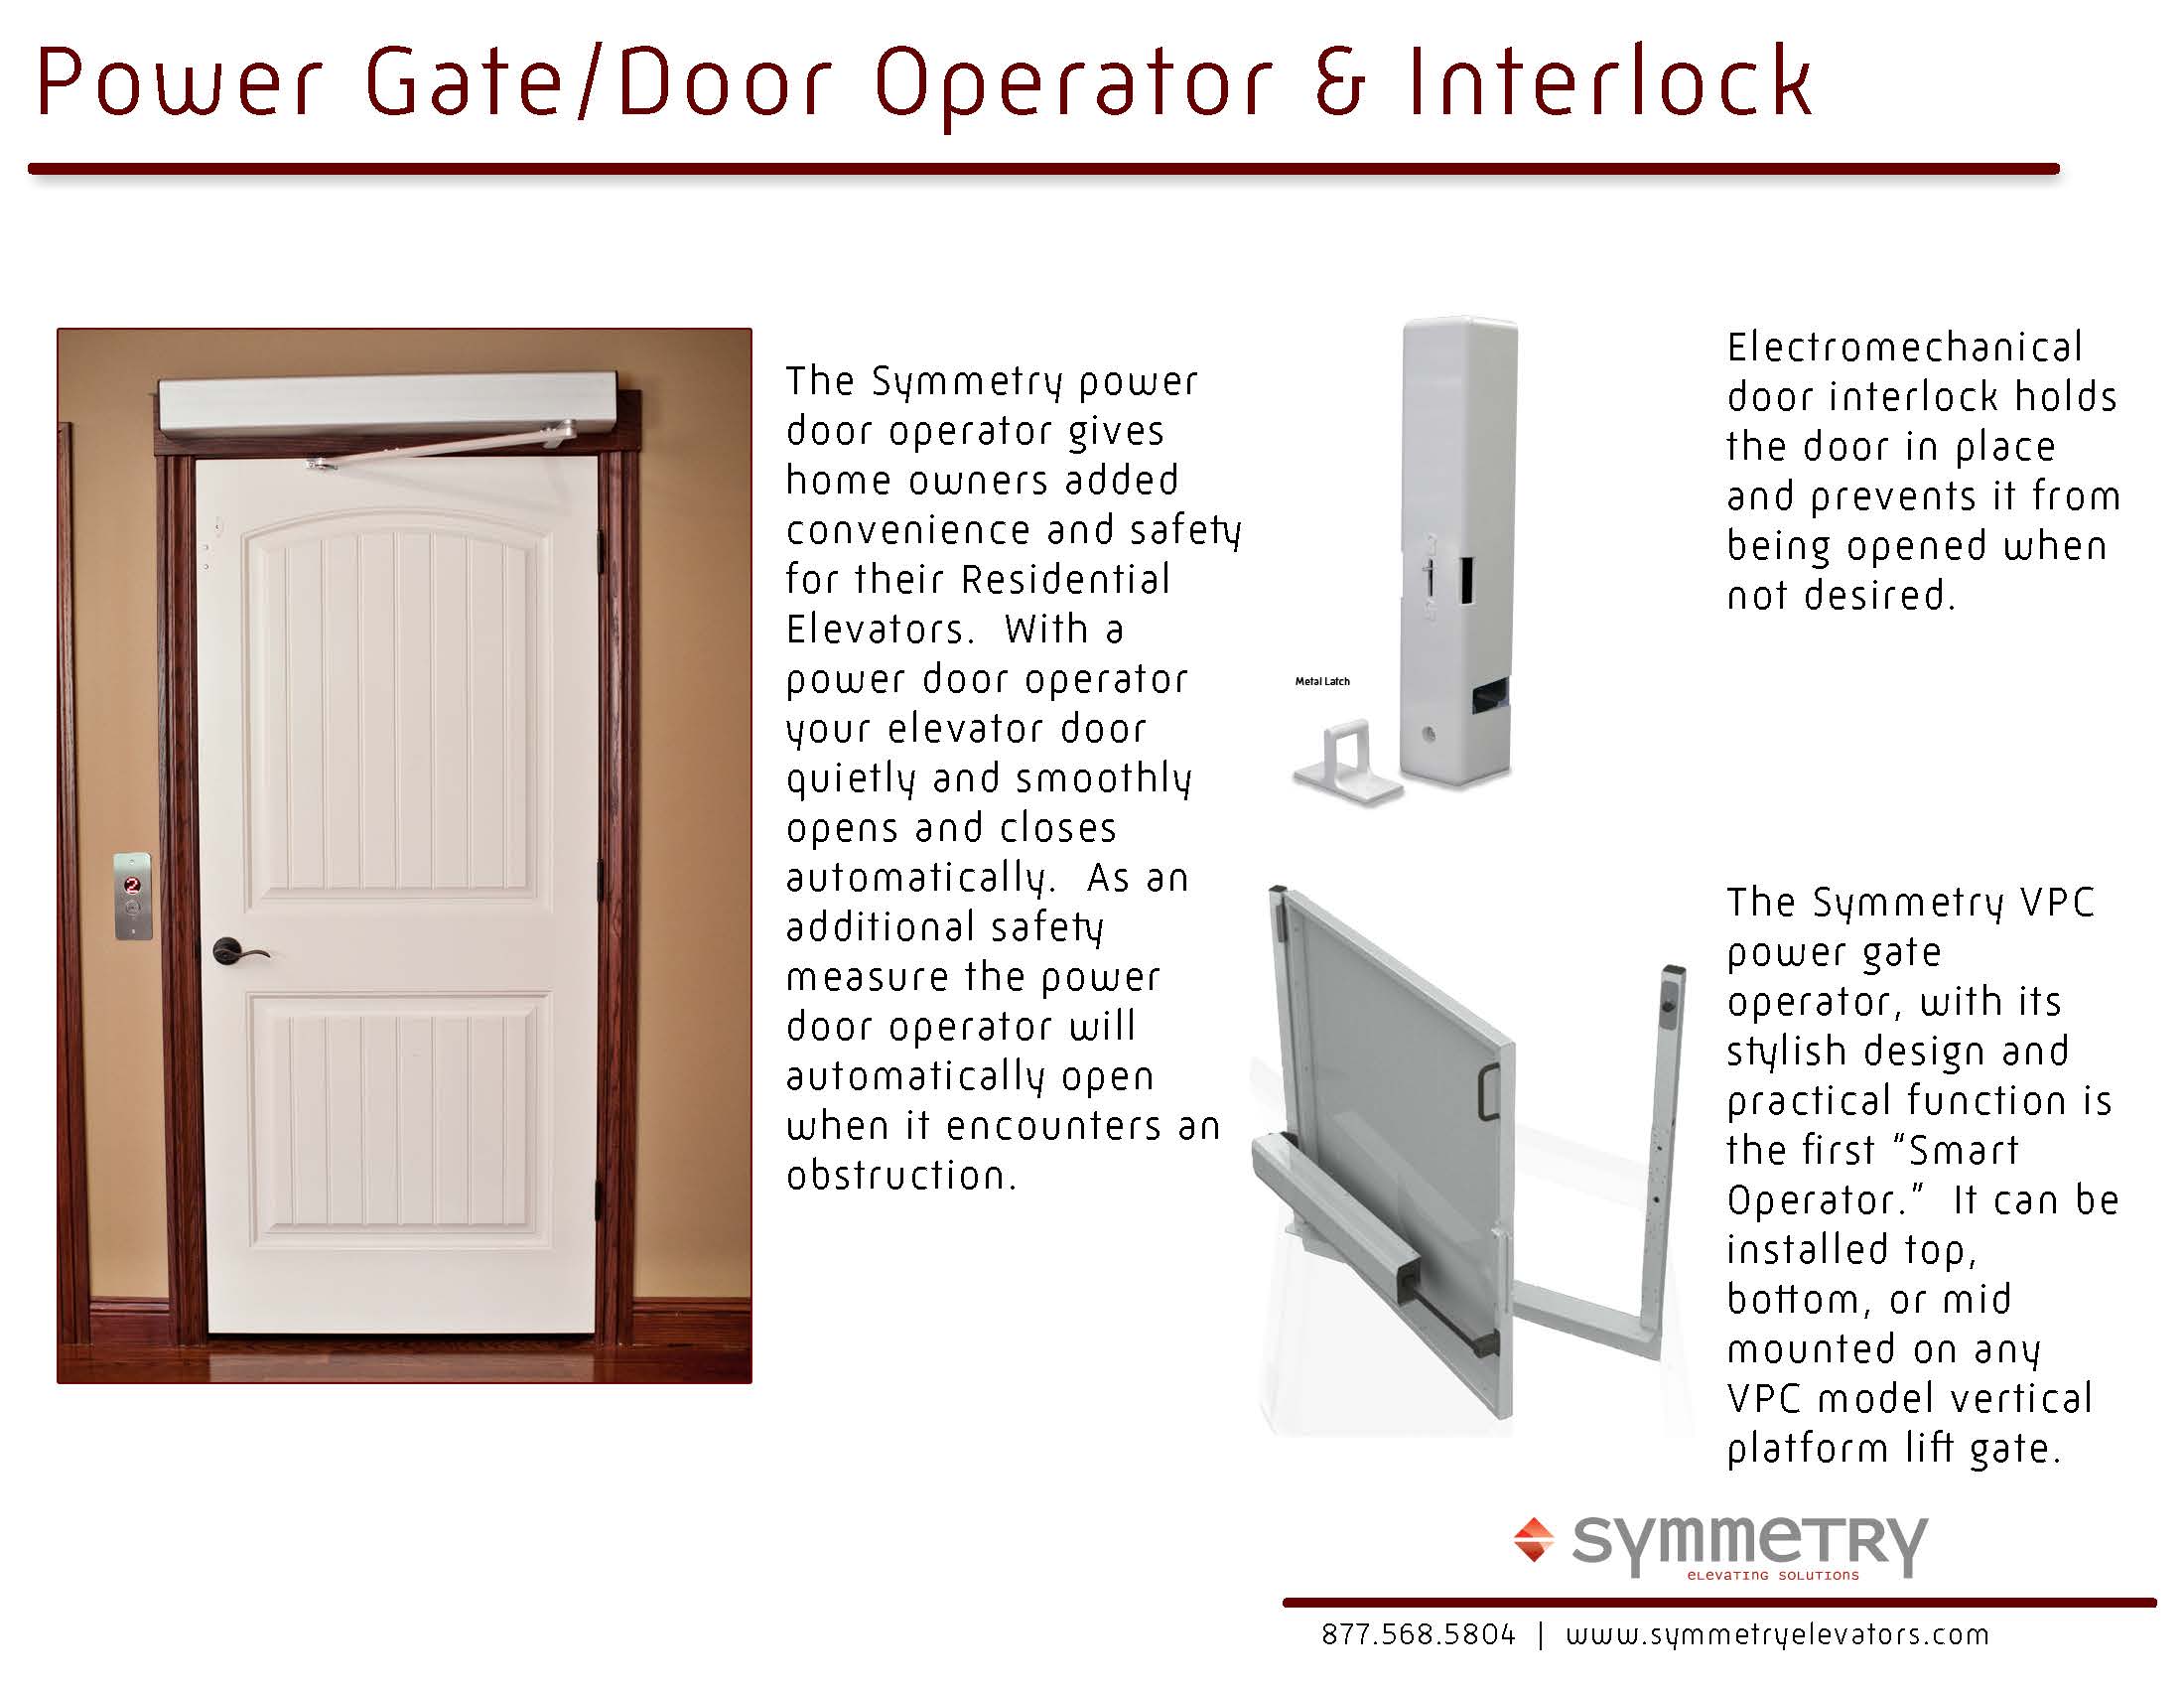 Power Gate/Door Operator & Interlock
The Symmetry power
door operator gives
home owners added
convenience and safety
for their Residential
Elevators.  With a
power door operator
your elevator door
quietly and smoothly
opens and closes
automatically.  As an
additional safety
measure the power
door operator will
automatically open
when it encounters an
obstruction.
2
Metal Latch
Electromechanical
door interlock holds
the door in place
and prevents it from
being opened when
not desired.
The Symmetry VPC
power gate
operator, with its
stylish design and
practical function is
the first “Smart
Operator.”  It can be
installed top,
bottom, or mid
mounted on any
VPC model vertical
platform lift gate.
SYMMETRY
ELEVATING SOLUTIONS
877.568.5804 | www.symmetryelevators.com